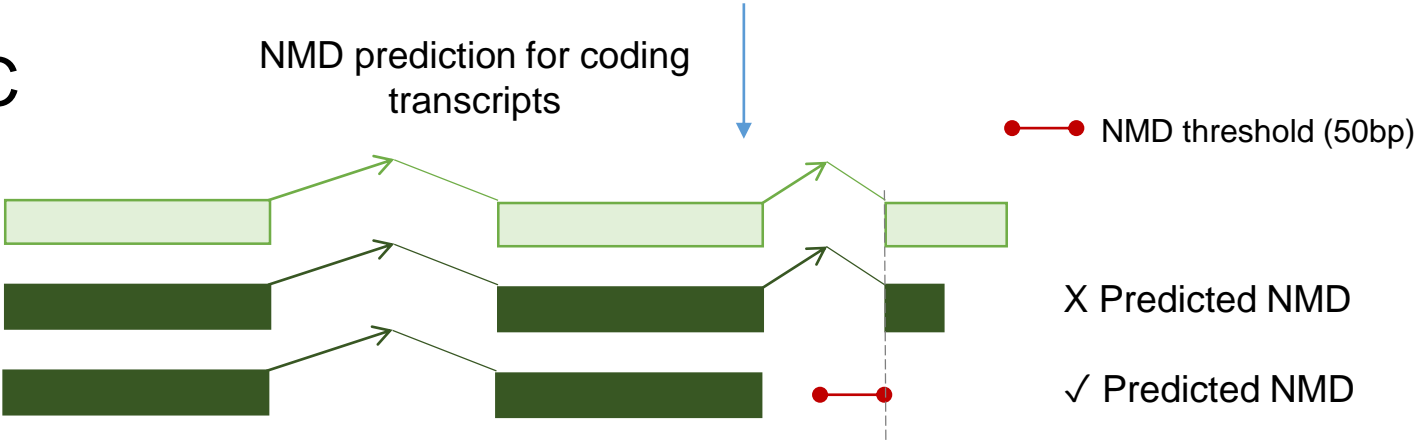 C
NMD prediction for coding
transcripts
NMD threshold (50bp)
X Predicted NMD
✓ Predicted NMD